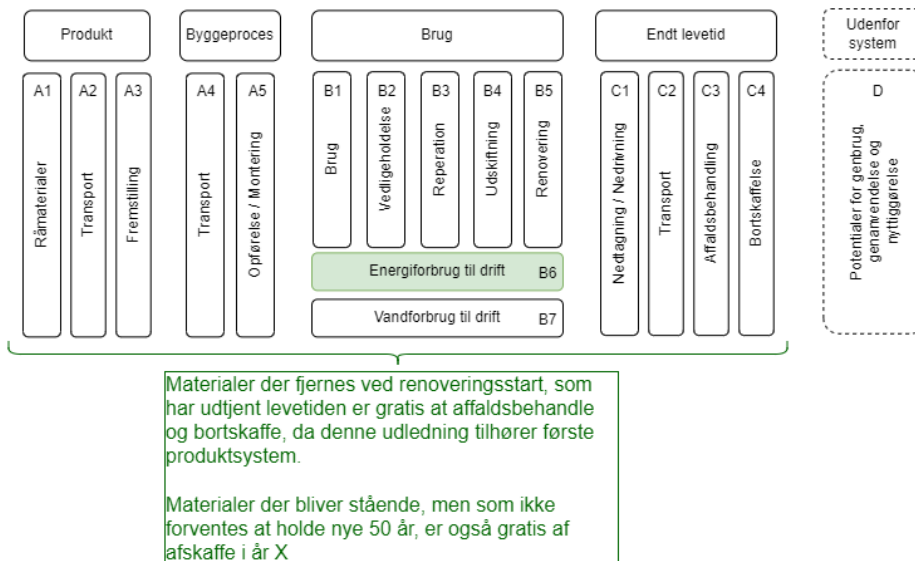 Produkt
Byggeproces
Brug
Endt levetid
Udenfor
system
A1
Råmaterialer
A2
Transport
A3
Fremstilling
A4
Transport
A5
Opførelse / Montering
B1
Brug
B2
Vedligeholdelse
B3
Reperation
B4
Udskiftning
B5
Renovering
Energiforbrug til drift B6
Vandforbrug til drift B7
C1
Nedtagning / Nedrivning
C2
Transport
C3
Affaldsbehandling
C4
Bortskaffelse
D
Potentialer for genbrug,
genanvendelse og
nyttiggørelse
Materialer der fjernes ved renoveringsstart, som
har udtjent levetiden er gratis at affaldsbehandle
og bortskaffe, da denne udledning tilhører første
produktsystem.
Materialer der bliver stående, men som ikke
forventes at holde nye 50 år, er også gratis af
afskaffe i år X